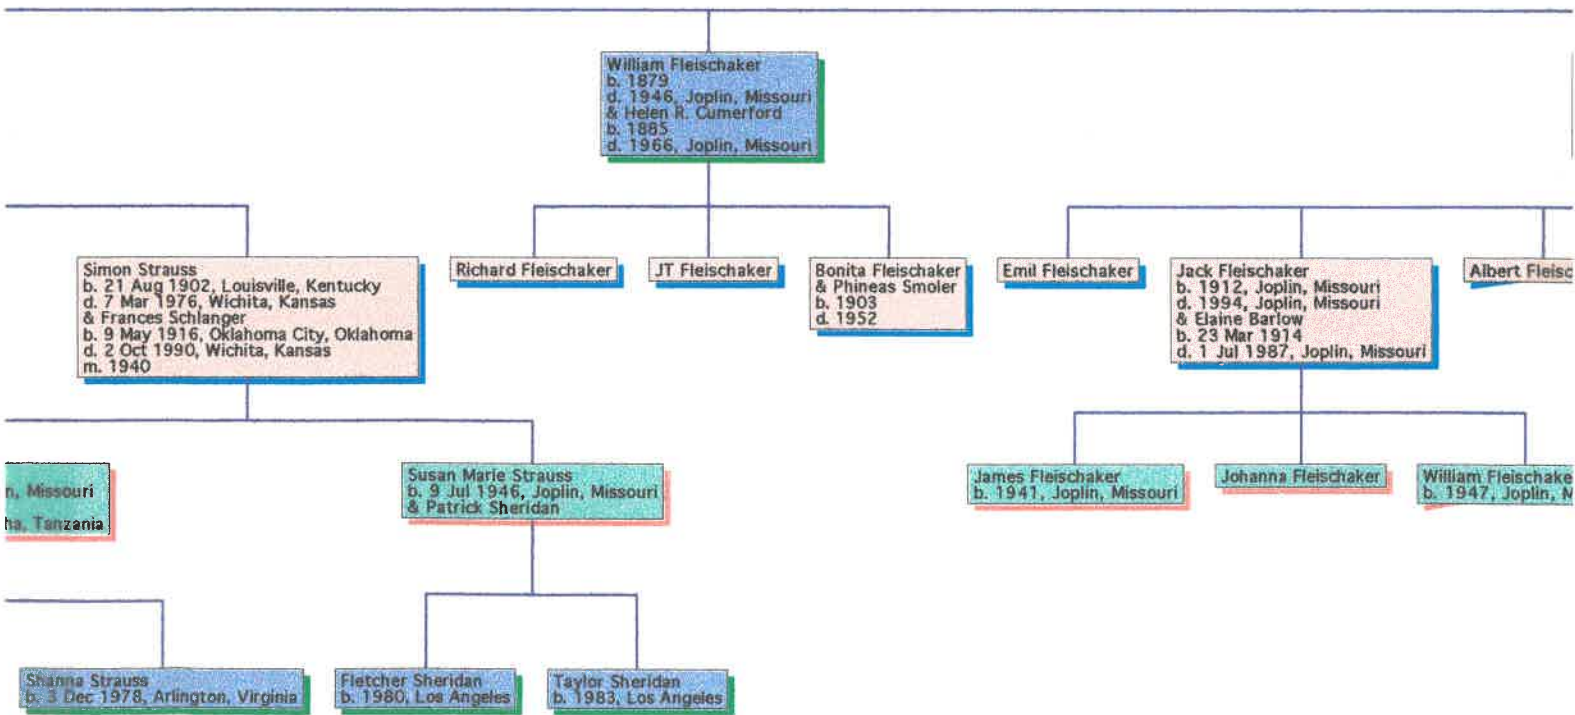 William Fleischaker
b. 1879
d. 1946, Joplin, Missouri
& Helen R. Cumerford
b. 1885
d. 1966, Joplin, Missouri
Simon Strauss
b. 21 Aug 1902, Louisville, Kentucky
d. 7 Mar 1976, Wichita, Kansas
& Frances Schlanger
b. 9 May 1916, Oklahoma City, Oklahoma
d. 2 Oct 1990, Wichita, Kansas
m. 1940
Richard Fleischaker
JT Fleischaker
Bonita Fleischaker
& Phineas Smoler
b. 1903
d. 1952
Emil Fleischaker
Jack Fleischaker
b. 1912, Joplin, Missouri
d. 1994, Joplin, Missouri
& Elaine Barlow
b. 23 Mar 1914
d. 1 Jul 1987, Joplin, Missouri
Albert Fleisc
n, Missouri
ha, Tanzania
Susan Marie Strauss
b. 9 Jul 1946, Joplin, Missouri
& Patrick Sheridan
James Fleischaker
b. 1941, Joplin, Missouri
Johanna Fleischaker
William Fleischake
b. 1947, Joplin, M
Shanna Strauss
b. 3 Dec 1978, Arlington, Virginia
Fletcher Sheridan
b. 1980, Los Angeles
Taylor Sheridan
b. 1983, Los Angeles